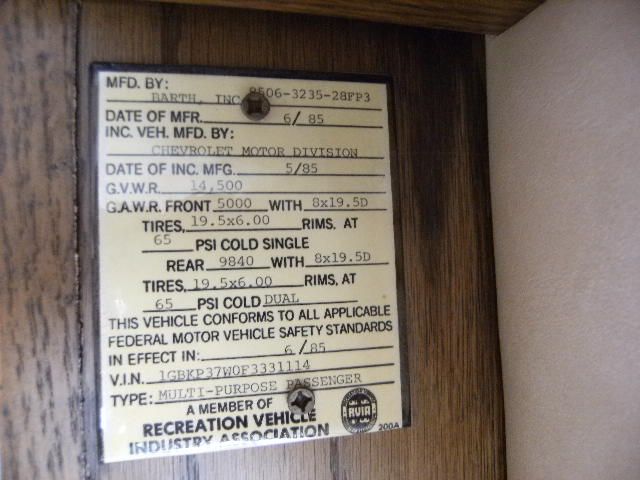 MFD. BY: 8506-3235-28FP3
BARTH, INC
DATE OF MFR. 6/ 85
INC. VEH. MFD. BY:
CHEVROLET MOTOR DIVISION
DATE OF INC. MFG. 5/85
G.V.W.R. 14,500
G.A.W.R. FRONT 5000 WITH 8x19.5D
TIRES, 19.5x6.00 RIMS. AT
65 PSI COLD SINGLE
REAR 9840 WITH 8x19.5D
TIRES, 19.5x6.00 RIMS, AT
65 PSI COLD DUAL
THIS VEHICLE CONFORMS TO ALL APPLICABLE
FEDERAL MOTOR VEHICLE SAFETY STANDARDS
IN EFFECT IN: 6/85
V.I.N. 1GBKP37W0F3331114
TYPE: MULTI-PURPOSE PASSENGER
A MEMBER OF
RECREATION VEHICLE
INDUSTRY ASSOCIATION
RVIA
200A